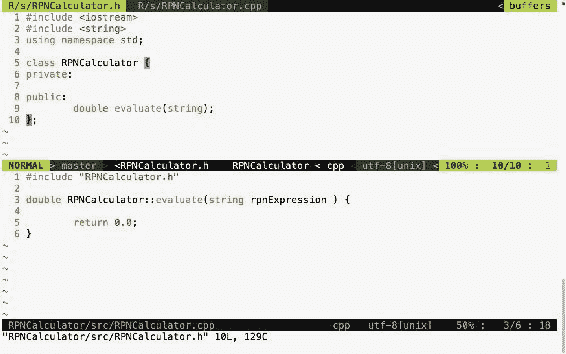 R/s/RPNCalculator.h R/s/RPNCalculator.cpp < buffers
1 #include <iostream>
2 #include <string>
3 using namespace std;
4
5 class RPNCalculator {
6 private:
7
8 public:
9 double evaluate(string);
10 };
~
~
~
NORMAL > master > <RPNCalculator.h RPNCalculator < cpp < utf-8[unix] < 100% : 10/10 : 1
1 #include "RPNCalculator.h"
2
3 double RPNCalculator::evaluate(string rpnExpression ) {
4
5 return 0.0;
6 }
~
~
~
~
~
~
RPNCalculator/src/RPNCalculator.cpp cpp utf-8[unix] 50% : 3/6 : 18
"RPNCalculator/src/RPNCalculator.h" 10L, 129C